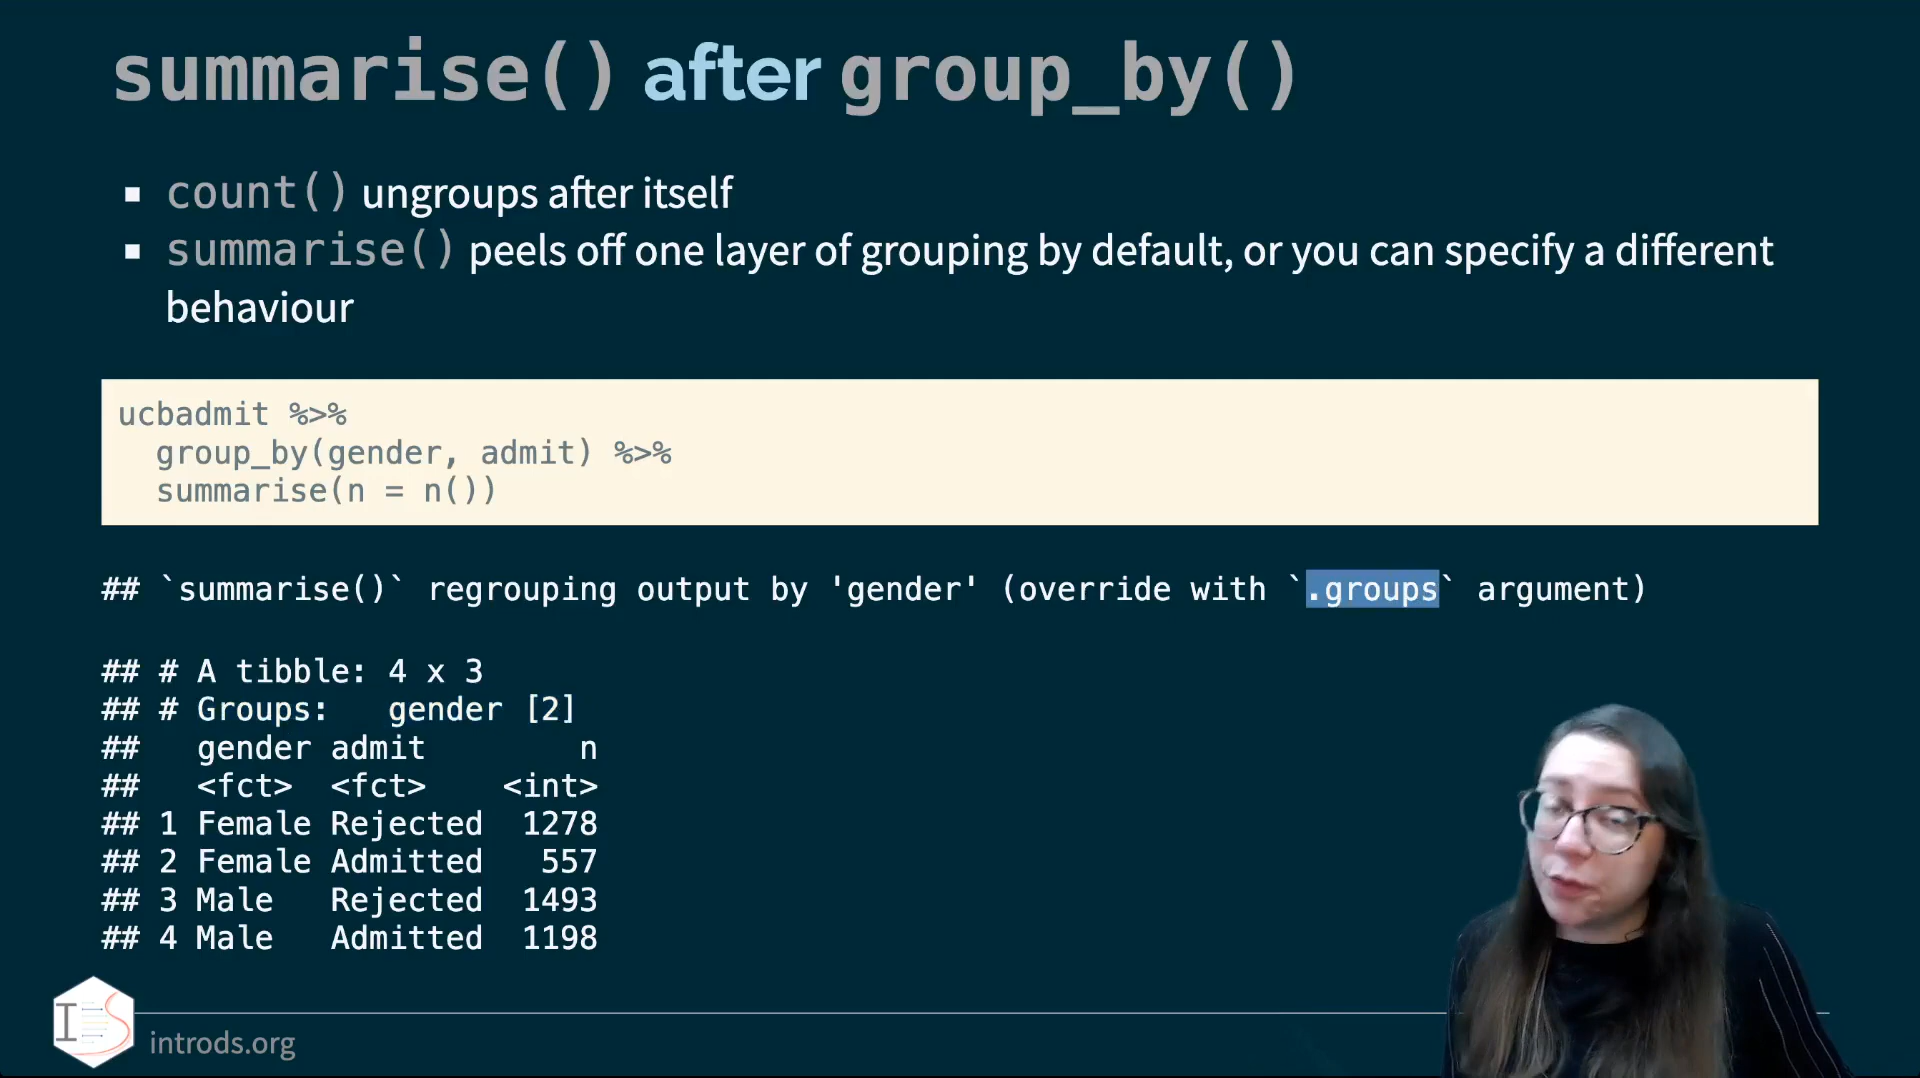 summarise() after group_by()
count() ungroups after itself
summarise() peels off one layer of grouping by default, or you can specify a different
behaviour
ucbadmit %>%
  group_by(gender, admit) %>%
  summarise(n = n())
## `summarise()` regrouping output by 'gender' (override with `.groups` argument)
## # A tibble: 4 x 3
## # Groups:   gender [2]
##   gender admit        n
##   <fct>  <fct>    <int>
## 1 Female Rejected  1278
## 2 Female Admitted   557
## 3 Male   Rejected  1493
## 4 Male   Admitted  1198
IDS
introds.org